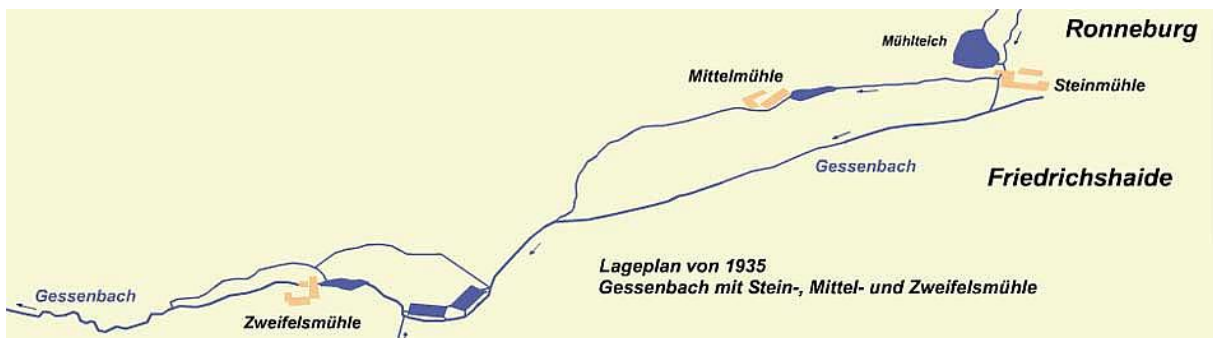 Ronneburg
Mühlteich
Mittelmühle
Steinmühle
Gessenbach
Friedrichshaide
Lageplan von 1935
Gessenbach mit Stein-, Mittel- und Zweifelsmühle
Gessenbach
Zweifelsmühle